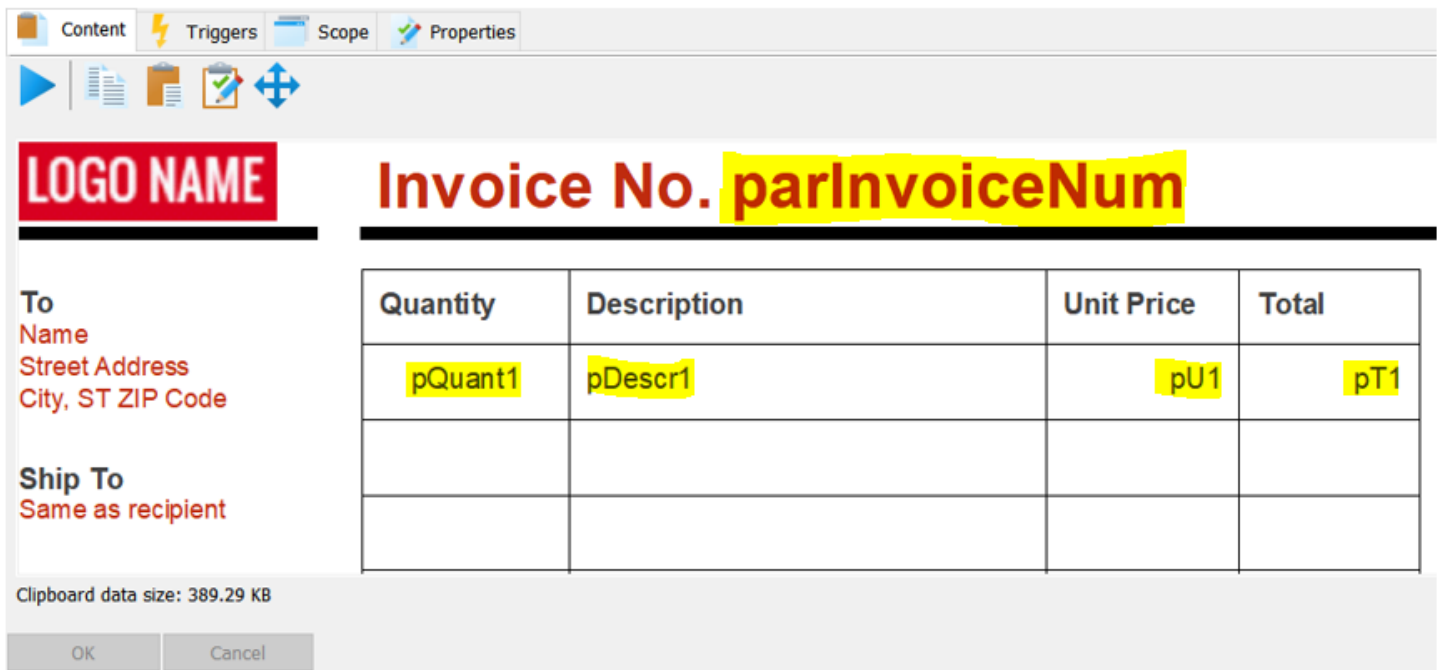 Content Triggers Scope Properties
LOGO NAME
Invoice No. parInvoiceNum
To
Name
Street Address
City, ST ZIP Code
Ship To
Same as recipient
Quantity Description Unit Price Total
pQuant1 pDescr1 pU1 pT1
Clipboard data size: 389.29 KB
OK Cancel